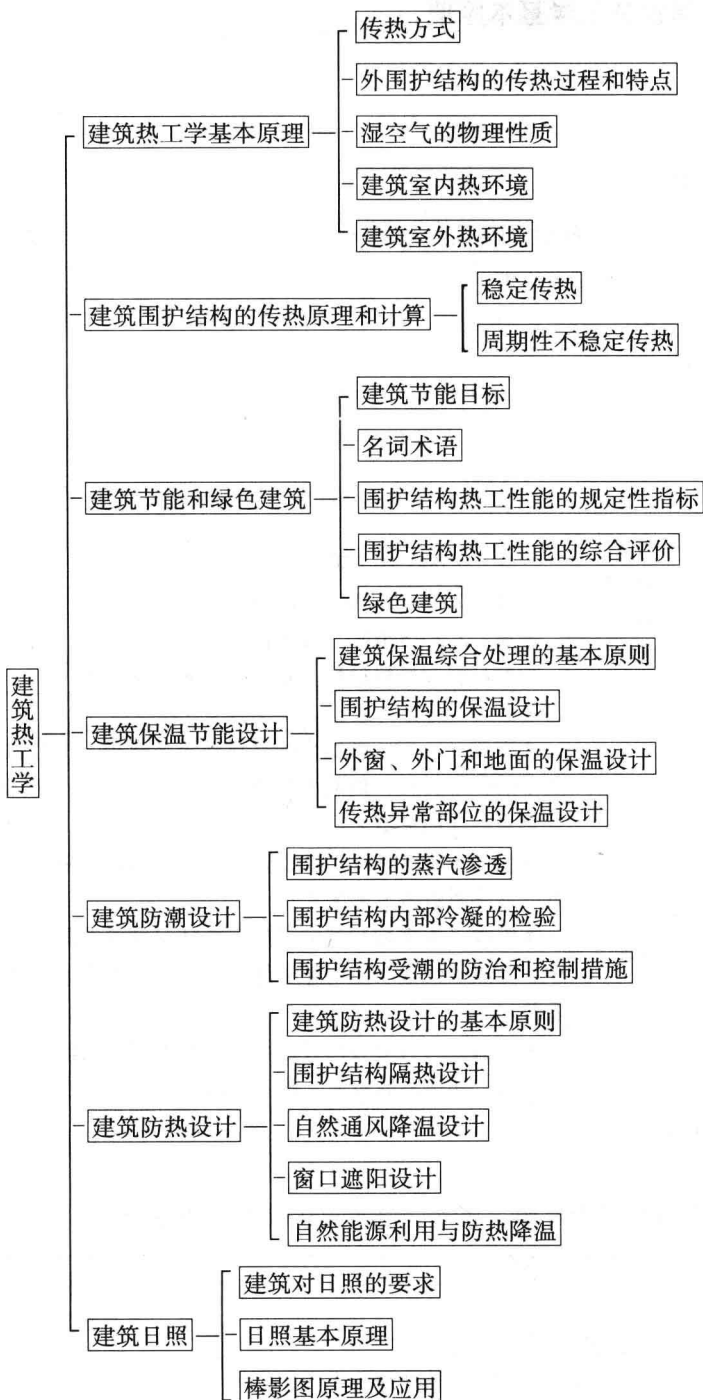 建筑热工学
建筑热工学基本原理
传热方式
外围护结构的传热过程和特点
湿空气的物理性质
建筑室内热环境
建筑室外热环境
建筑围护结构的传热原理和计算
稳定传热
周期性不稳定传热
建筑节能和绿色建筑
建筑节能目标
名词术语
围护结构热工性能的规定性指标
围护结构热工性能的综合评价
绿色建筑
建筑保温节能设计
建筑保温综合处理的基本原则
围护结构的保温设计
外窗、外门和地面的保温设计
传热异常部位的保温设计
建筑防潮设计
围护结构的蒸汽渗透
围护结构内部冷凝的检验
围护结构受潮的防治和控制措施
建筑防热设计
建筑防热设计的基本原则
围护结构隔热设计
自然通风降温设计
窗口遮阳设计
自然能源利用与防热降温
建筑日照
建筑对日照的要求
日照基本原理
棒影图原理及应用